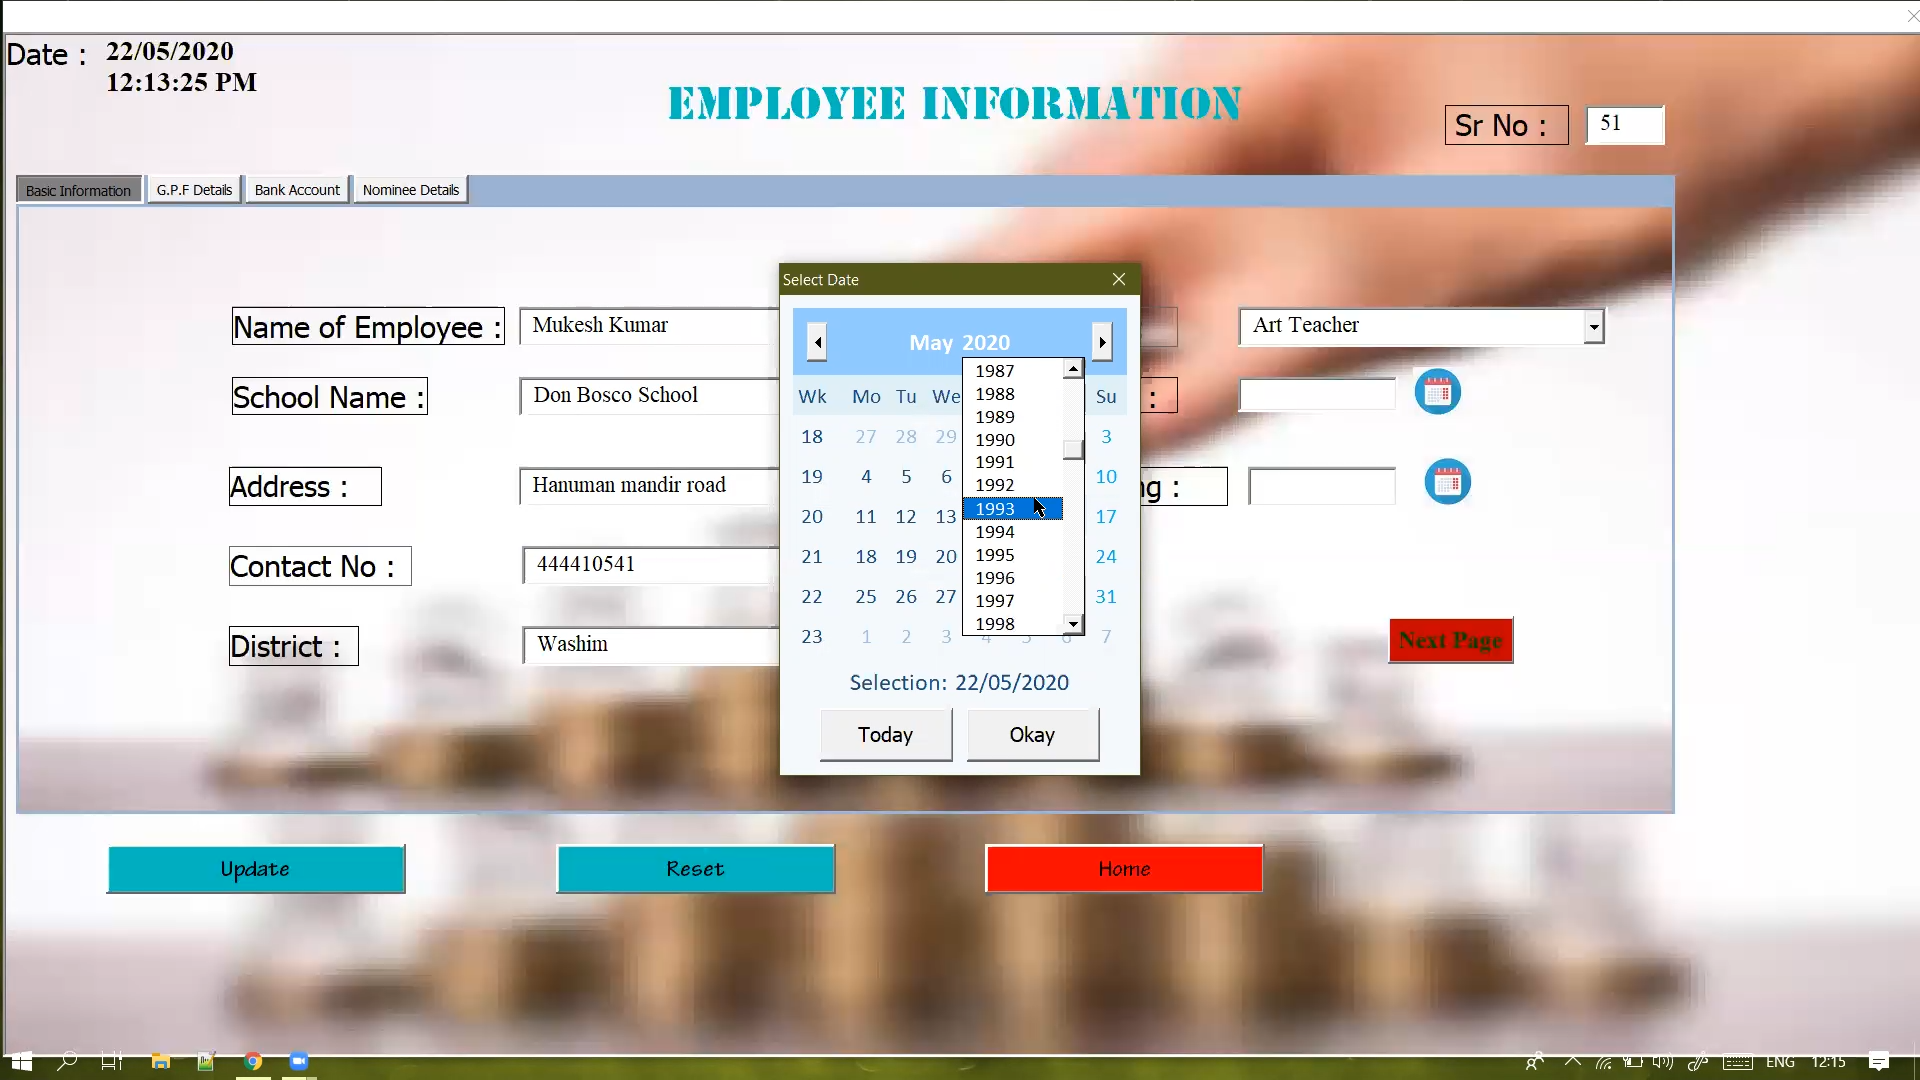 Date : 22/05/2020
12:13:25 PM
EMPLOYEE INFORMATION
Sr No : 51
Basic Information G.P.F Details Bank Account Nominee Details
Select Date
Name of Employee : Mukesh Kumar
Art Teacher
School Name : Don Bosco School
:
Address : Hanuman mandir road
ng :
Contact No : 444410541
District : Washim
May 2020
Wk Mo Tu We Su
18 27 28 29 3
19 4 5 6 10
20 11 12 13 17
21 18 19 20 24
22 25 26 27 31
23 1 2 3 4 5 6 7
1987
1988
1989
1990
1991
1992
1993
1994
1995
1996
1997
1998
Selection: 22/05/2020
Today Okay
Next Page
Update Reset Home
ENG 12:15